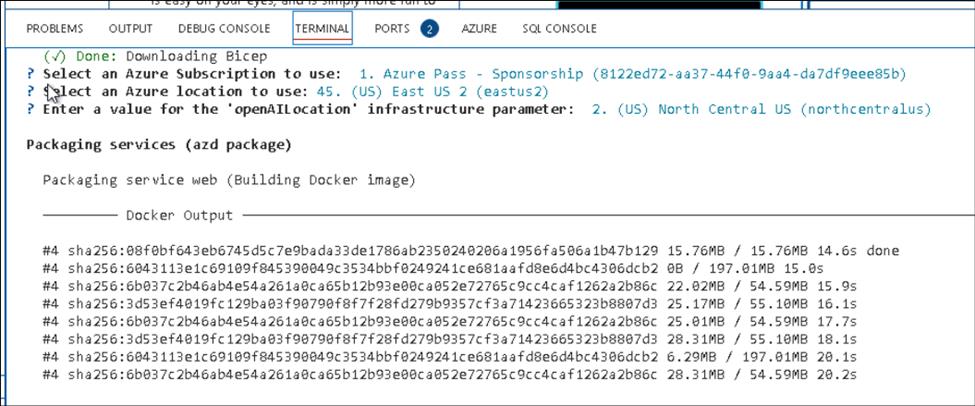 PROBLEMS OUTPUT DEBUG CONSOLE TERMINAL PORTS 2 AZURE SQL CONSOLE
(✓) Done: Downloading Bicep
? Select an Azure Subscription to use: 1. Azure Pass - Sponsorship (8122ed72-aa37-44f0-9aa4-da7df9eee85b)
? Select an Azure location to use: 45. (US) East US 2 (eastus2)
? Enter a value for the 'openAILocation' infrastructure parameter: 2. (US) North Central US (northcentralus)
Packaging services (azd package)
Packaging service web (Building Docker image)
Docker Output
#4 sha256:08f0bf643eb6745d5c7e9bada33de1786ab2350240206a1956fa506a1b47b129 15.76MB / 15.76MB 14.6s done
#4 sha256:6043113e1c69109f845390049c3534bbf0249241ce681aafd8e6d4bc4306dcb2 0B / 197.01MB 15.0s
#4 sha256:6b037c2b46ab4e54a261a0ca65b12b93e00ca052e72765c9cc4caf1262a2b86c 22.02MB / 54.59MB 15.9s
#4 sha256:3d53ef4019fc129ba03f90790f8f7f28fd279b9357cf3a71423665323b8807d3 25.17MB / 55.10MB 16.1s
#4 sha256:6b037c2b46ab4e54a261a0ca65b12b93e00ca052e72765c9cc4caf1262a2b86c 25.01MB / 54.59MB 17.7s
#4 sha256:3d53ef4019fc129ba03f90790f8f7f28fd279b9357cf3a71423665323b8807d3 28.31MB / 55.10MB 18.1s
#4 sha256:6043113e1c69109f845390049c3534bbf0249241ce681aafd8e6d4bc4306dcb2 6.29MB / 197.01MB 20.1s
#4 sha256:6b037c2b46ab4e54a261a0ca65b12b93e00ca052e72765c9cc4caf1262a2b86c 28.31MB / 54.59MB 20.2s